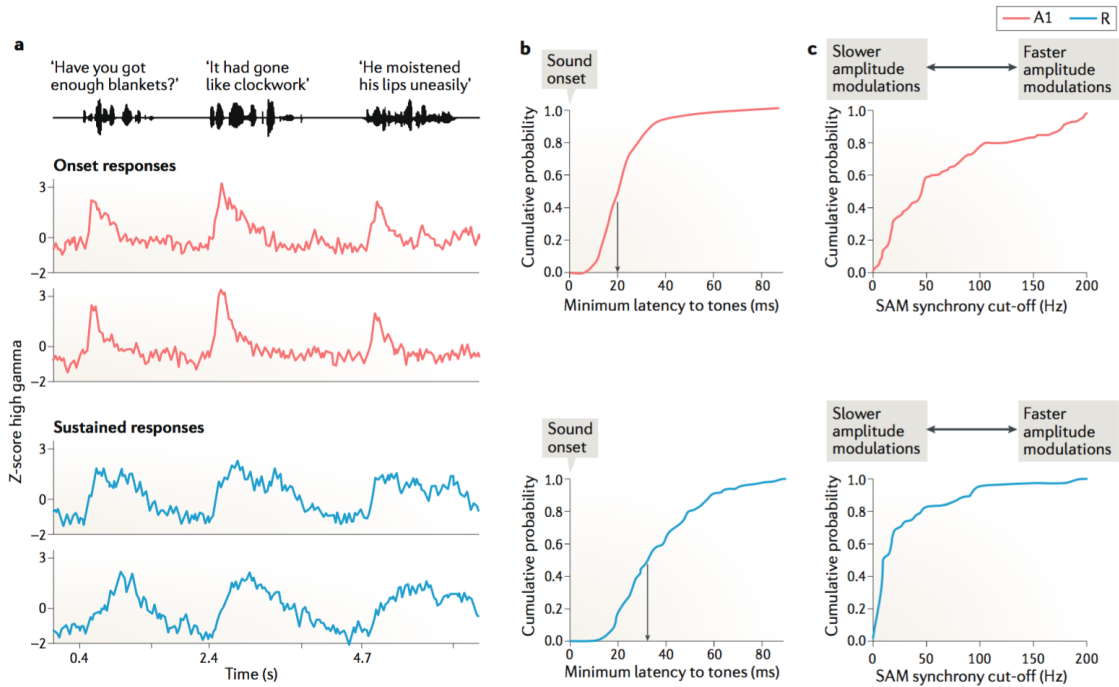 A1 R
a
'Have you got
enough blankets?'
'It had gone
like clockwork'
'He moistened
his lips uneasily'
Onset responses
3
0
−2
3
0
−2
Sustained responses
3
0
−2
3
0
−2
0.4 2.4 4.7
Time (s)
Z-score high gamma
b
Sound
onset
1.0
0.8
0.6
0.4
0.2
0.0
0 20 40 60 80
Minimum latency to tones (ms)
Cumulative probability
Sound
onset
1.0
0.8
0.6
0.4
0.2
0.0
0 20 40 60 80
Minimum latency to tones (ms)
Cumulative probability
c
Slower
amplitude
modulations
Faster
amplitude
modulations
1.0
0.8
0.6
0.4
0.2
0.0
0 50 100 150 200
SAM synchrony cut-off (Hz)
Cumulative probability
Slower
amplitude
modulations
Faster
amplitude
modulations
1.0
0.8
0.6
0.4
0.2
0.0
0 50 100 150 200
SAM synchrony cut-off (Hz)
Cumulative probability